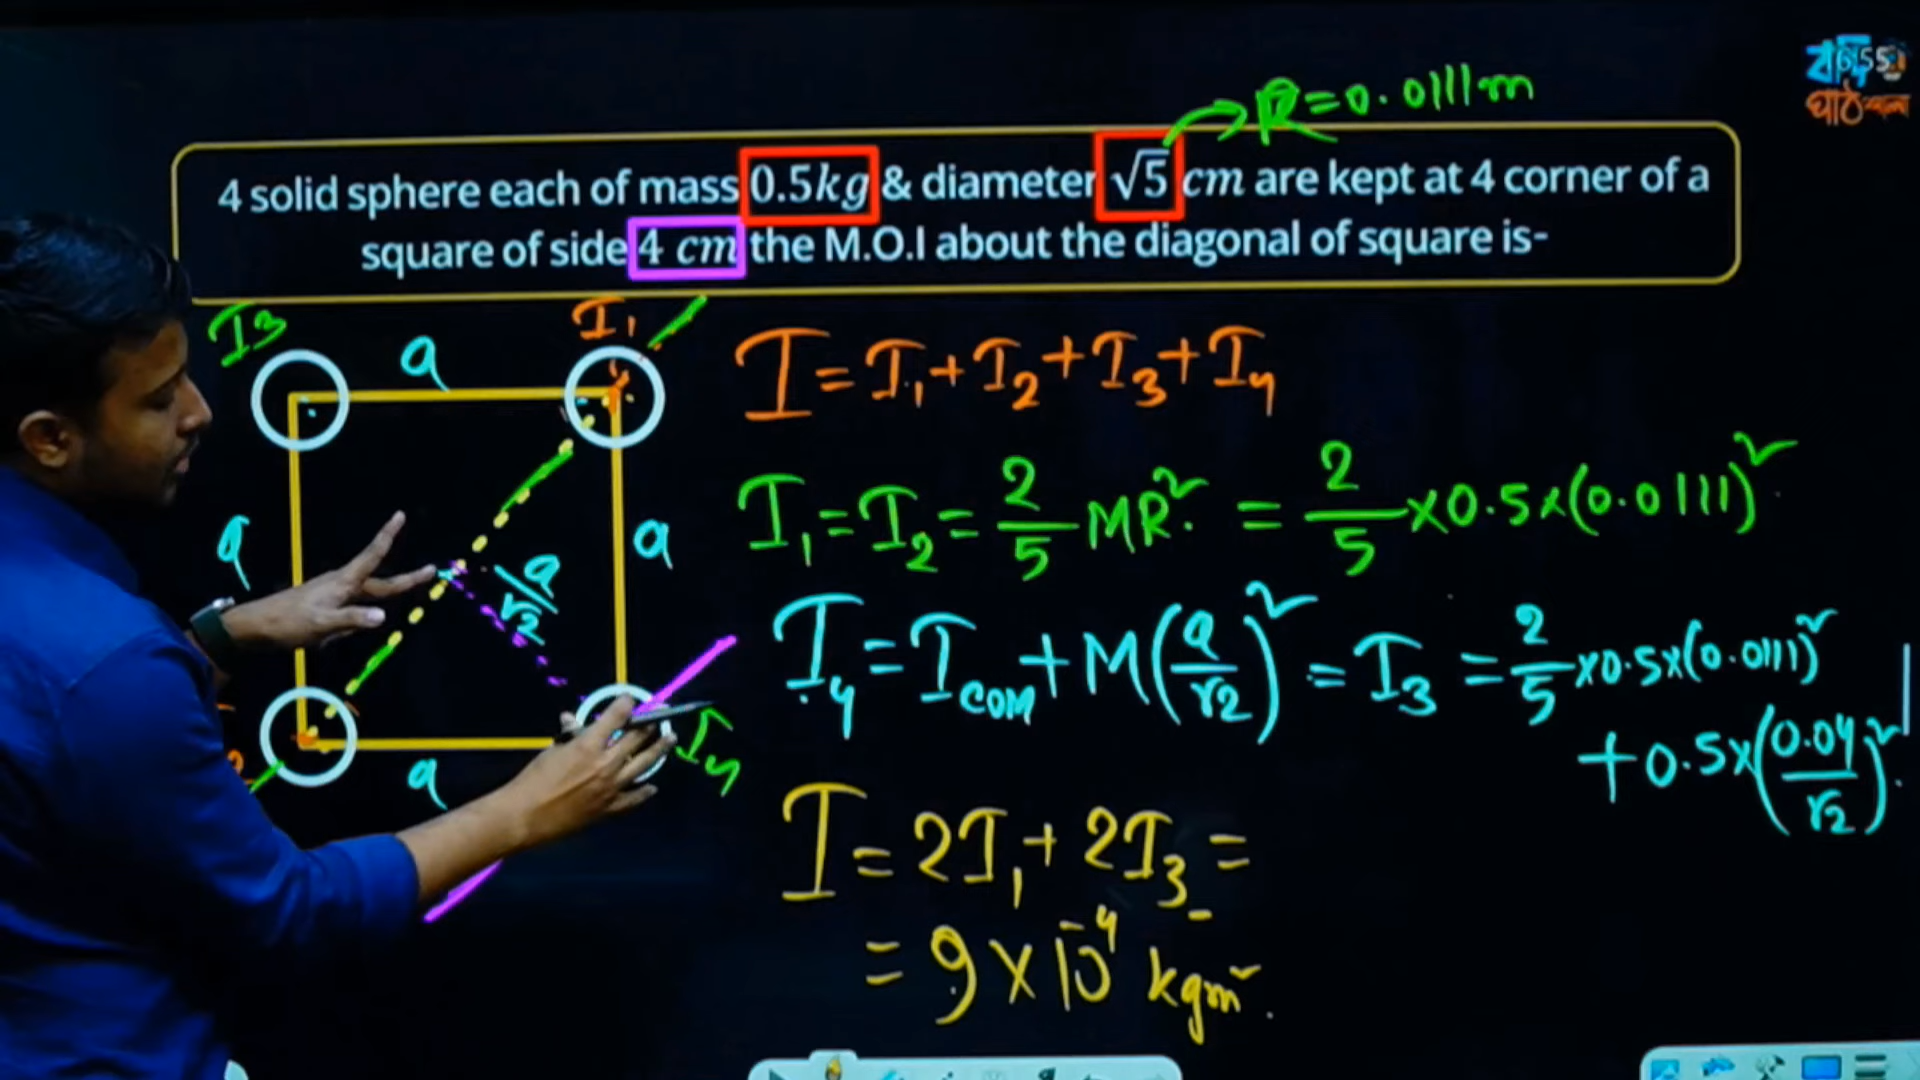 R=0.0111m
4 solid sphere each of mass 0.5kg & diameter √5 cm are kept at 4 corner of a
square of side 4 cm the M.O.I about the diagonal of square is-
I₃
I₁
a
I = I₁ + I₂ + I₃ + I₄
a
a
a/√2
I₁ = I₂ = 2/5 MR² = 2/5 × 0.5 × (0.0111)²
I₄ = I_COM + M(a/√2)² = I₃ = 2/5 × 0.5 × (0.0111)²
+ 0.5 × (0.04/√2)²
I₄
a
I = 2I₁ + 2I₃ =
= 9 × 10⁻⁴ kgm².